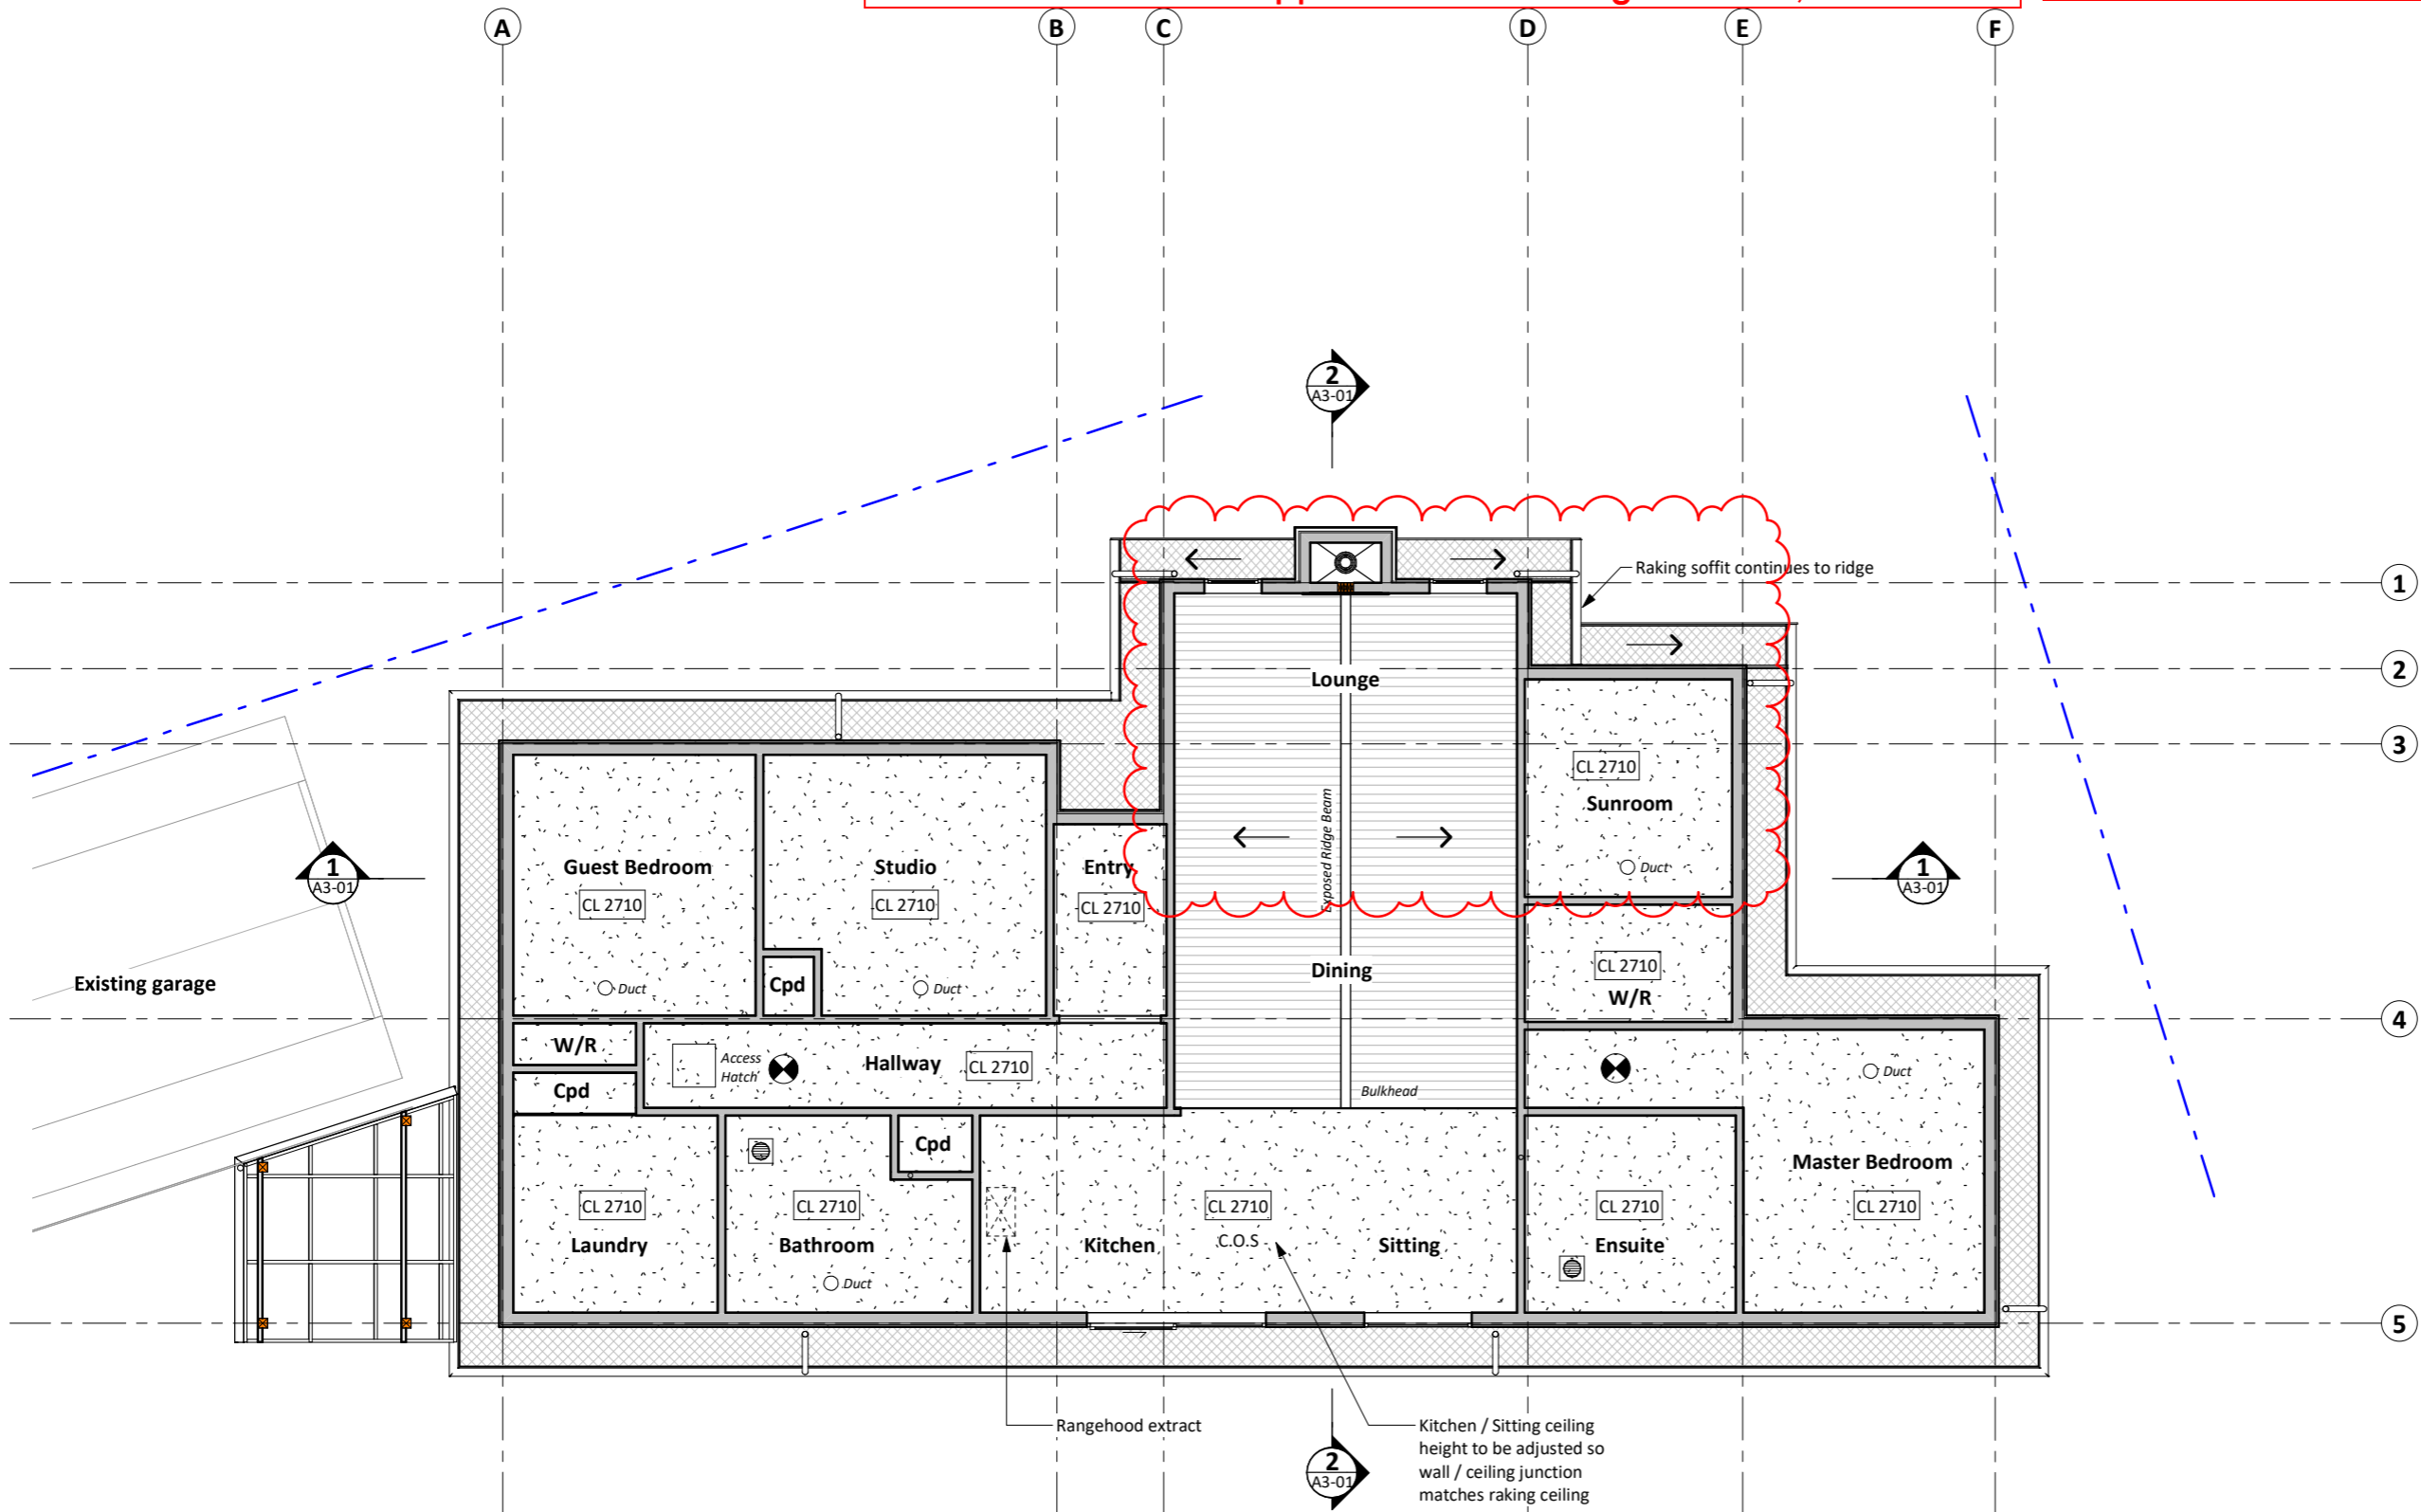 A
B
C
D
E
F
2
A3-01
Raking soffit continues to ridge
1
2
3
Lounge
CL 2710
Sunroom
Exposed Ridge Beam
Guest Bedroom
CL 2710
Studio
CL 2710
Entry
CL 2710
Duct
1
A3-01
1
A3-01
Existing garage
Duct
Cpd
Duct
Dining
CL 2710
W/R
4
W/R
Access
Hatch
Hallway
CL 2710
Duct
Cpd
Bulkhead
Cpd
Master Bedroom
CL 2710
Laundry
CL 2710
Bathroom
Duct
CL 2710
C.O.S
Kitchen
Sitting
CL 2710
Ensuite
CL 2710
5
Rangehood extract
Kitchen / Sitting ceiling
height to be adjusted so
wall / ceiling junction
matches raking ceiling
2
A3-01